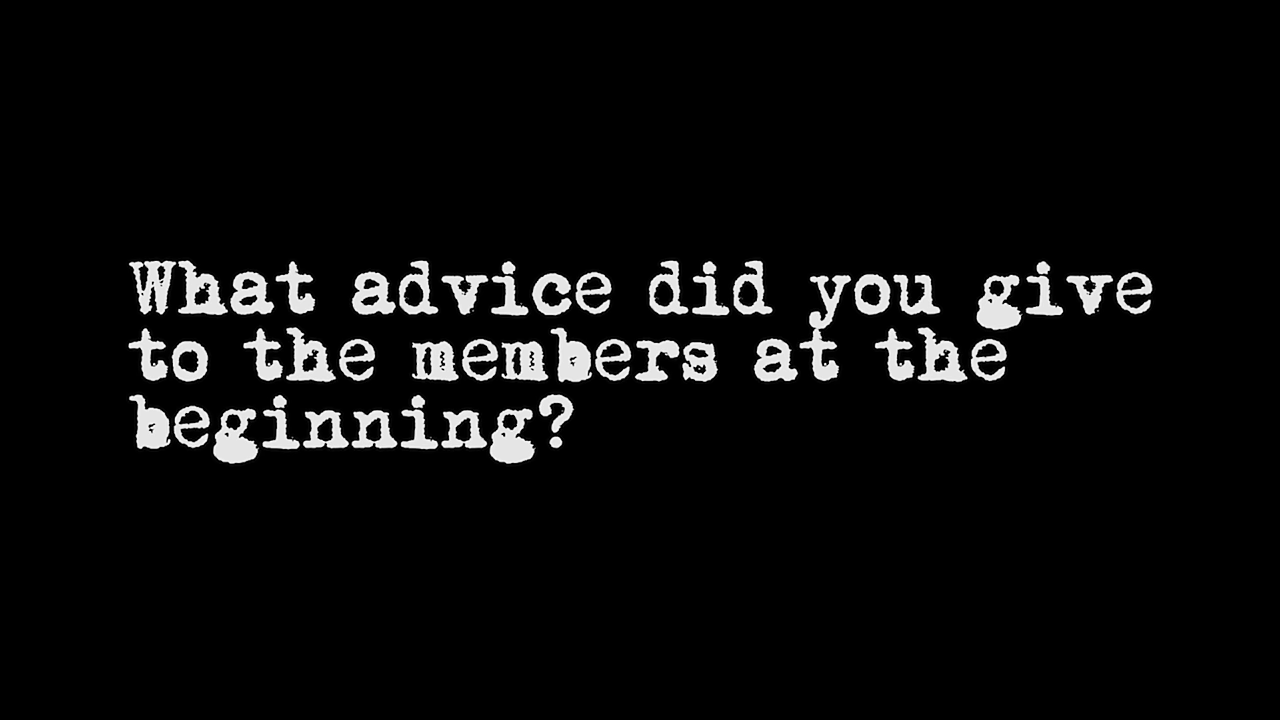 What advice did you give
to the members at the
beginning?